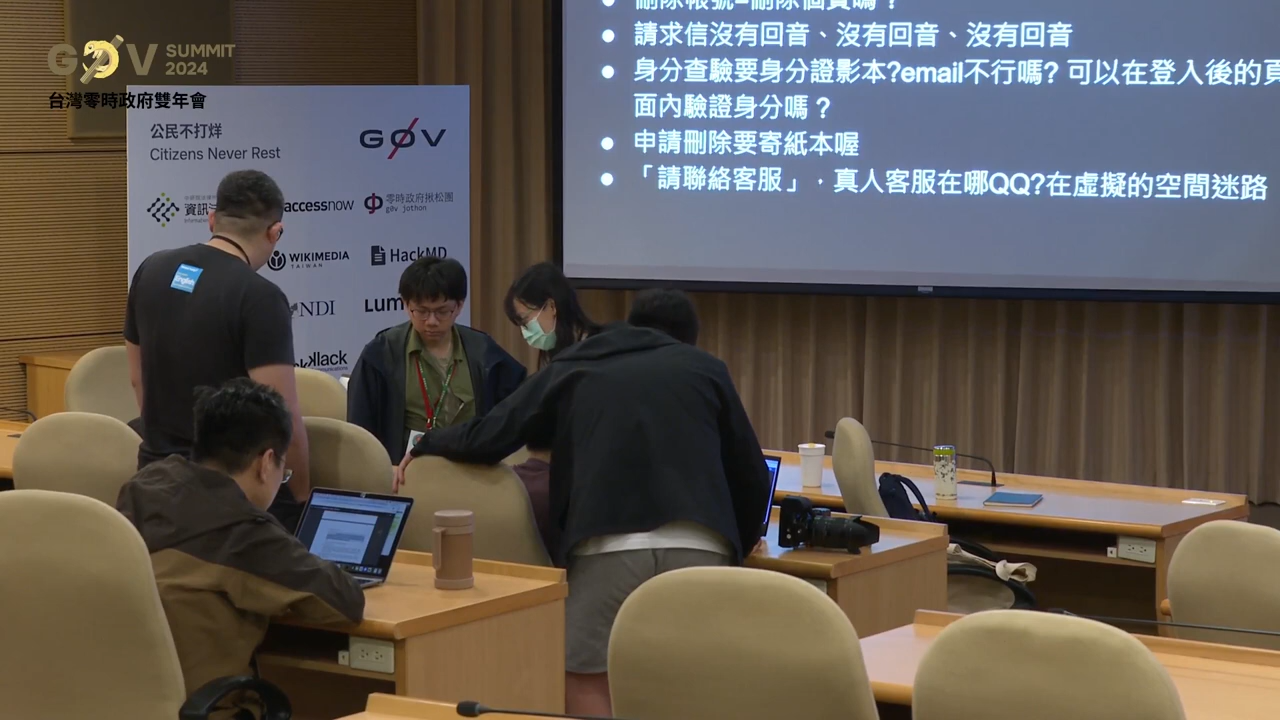 GØV SUMMIT 2024
台灣零時政府雙年會
公民不打烊
Citizens Never Rest
GØV
accessnow
零時政府揪松團
g0v jothon
WIKIMEDIA
TAIWAN
HackMD
NDI
請求信沒有回音、沒有回音、沒有回音
身分查驗要身分證影本?email不行嗎? 可以在登入後的頁
面內驗證身分嗎？
申請刪除要寄紙本喔
「請聯絡客服」，真人客服在哪QQ?在虛擬的空間迷路